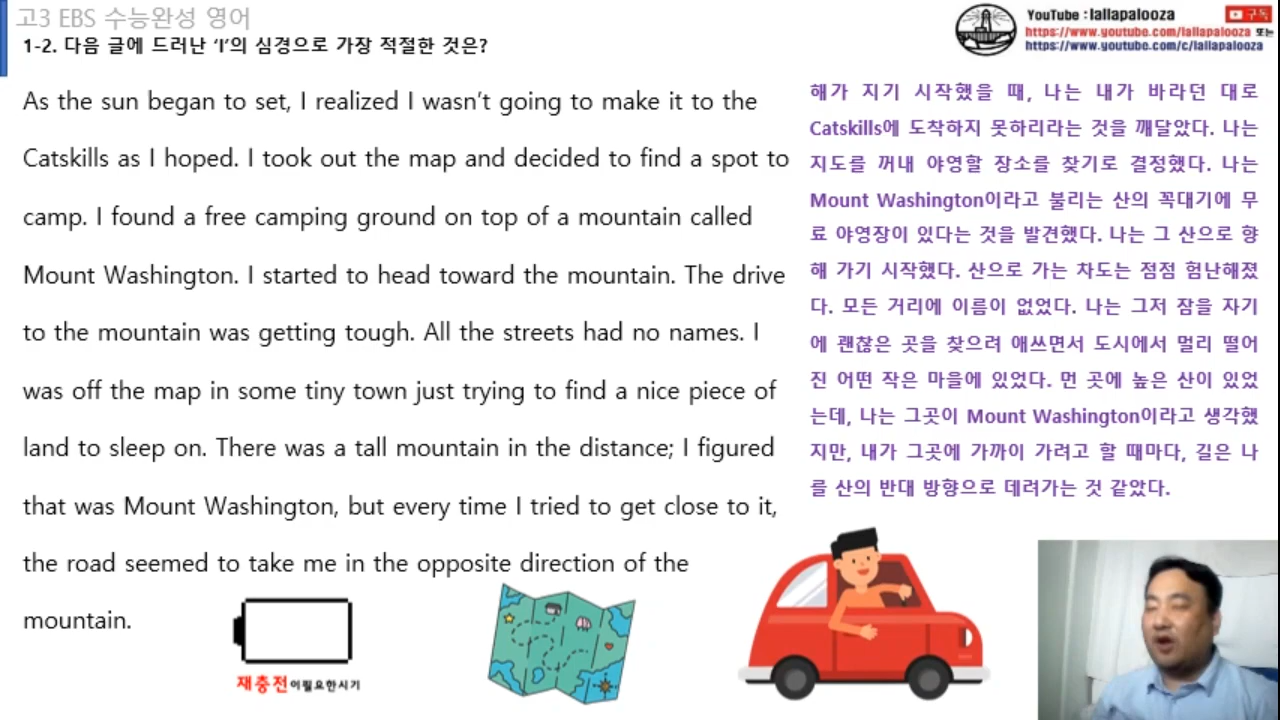 고3 EBS 수능완성 영어
1-2. 다음 글에 드러난 ‘I’의 심경으로 가장 적절한 것은?
YouTube : lallapalooza
구독
https://www.youtube.com/lallapalooza 또는
https://www.youtube.com/c/lallapalooza
As the sun began to set, I realized I wasn’t going to make it to the
Catskills as I hoped. I took out the map and decided to find a spot to
camp. I found a free camping ground on top of a mountain called
Mount Washington. I started to head toward the mountain. The drive
to the mountain was getting tough. All the streets had no names. I
was off the map in some tiny town just trying to find a nice piece of
land to sleep on. There was a tall mountain in the distance; I figured
that was Mount Washington, but every time I tried to get close to it,
the road seemed to take me in the opposite direction of the
mountain.
해가 지기 시작했을 때, 나는 내가 바라던 대로
Catskills에 도착하지 못하리라는 것을 깨달았다. 나는
지도를 꺼내 야영할 장소를 찾기로 결정했다. 나는
Mount Washington이라고 불리는 산의 꼭대기에 무
료 야영장이 있다는 것을 발견했다. 나는 그 산으로 향
해 가기 시작했다. 산으로 가는 차도는 점점 험난해졌
다. 모든 거리에 이름이 없었다. 나는 그저 잠을 자기
에 괜찮은 곳을 찾으려 애쓰면서 도시에서 멀리 떨어
진 어떤 작은 마을에 있었다. 먼 곳에 높은 산이 있었
는데, 나는 그곳이 Mount Washington이라고 생각했
지만, 내가 그곳에 가까이 가려고 할 때마다, 길은 나
를 산의 반대 방향으로 데려가는 것 같았다.
재충전이필요한시기